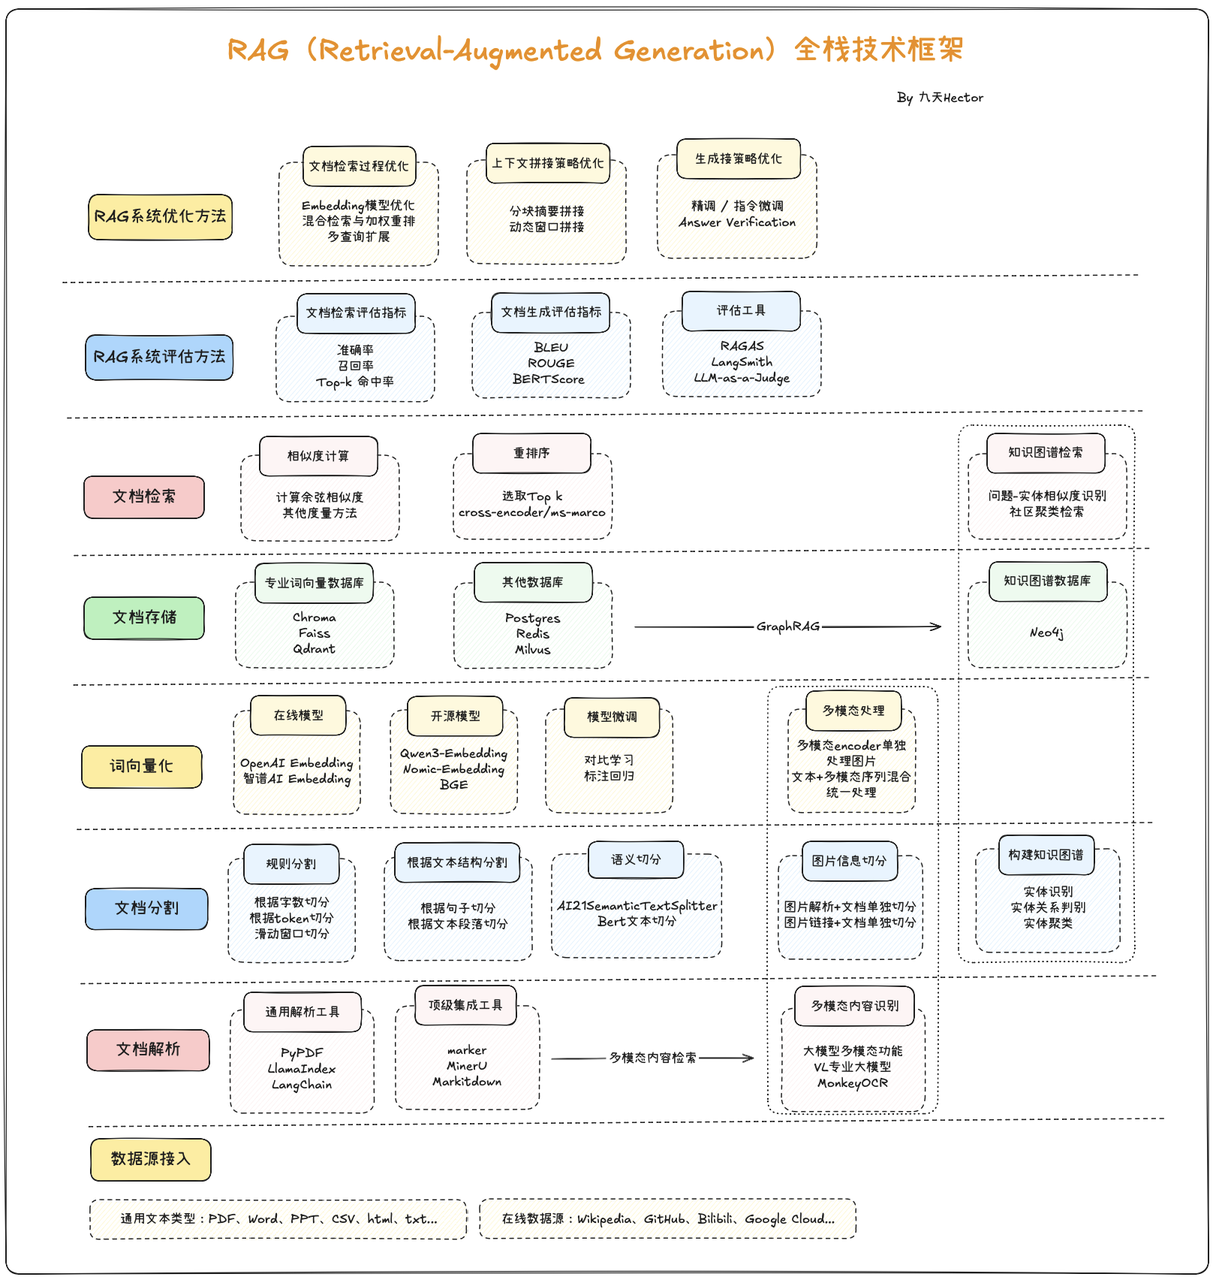 RAG（Retrieval-Augmented Generation）全栈技术框架
By 九天Hector
RAG系统优化方法
文档检索过程优化
Embedding模型优化
混合检索与加权重排
多查询扩展
上下文拼接策略优化
分块摘要拼接
动态窗口拼接
生成接策略优化
精调 / 指令微调
Answer Verification
RAG系统评估方法
文档检索评估指标
准确率
召回率
Top-k 命中率
文档生成评估指标
BLEU
ROUGE
BERTScore
评估工具
RAGAS
LangSmith
LLM-as-a-Judge
文档检索
相似度计算
计算余弦相似度
其他度量方法
重排序
选取Top k
cross-encoder/ms-marco
知识图谱检索
问题-实体相似度识别
社区聚类检索
文档存储
专业词向量数据库
Chroma
Faiss
Qdrant
其他数据库
Postgres
Redis
Milvus
GraphRAG
知识图谱数据库
Neo4j
词向量化
在线模型
OpenAI Embedding
智谱AI Embedding
开源模型
Qwen3-Embedding
Nomic-Embedding
BGE
模型微调
对比学习
标注回归
多模态处理
多模态encoder单独
处理图片
文本+多模态序列混合
统一处理
文档分割
规则分割
根据字数切分
根据token切分
滑动窗口切分
根据文本结构分割
根据句子切分
根据文本段落切分
语义切分
AI21SemanticTextSplitter
Bert文本切分
图片信息切分
图片解析+文档单独切分
图片链接+文档单独切分
构建知识图谱
实体识别
实体关系判别
实体聚类
文档解析
通用解析工具
PyPDF
LlamaIndex
LangChain
顶级集成工具
marker
MinerU
Markitdown
多模态内容检索
多模态内容识别
大模型多模态功能
VL专业大模型
MonkeyOCR
数据源接入
通用文本类型：PDF、Word、PPT、CSV、html、txt...
在线数据源：Wikipedia、GitHub、Bilibili、Google Cloud...